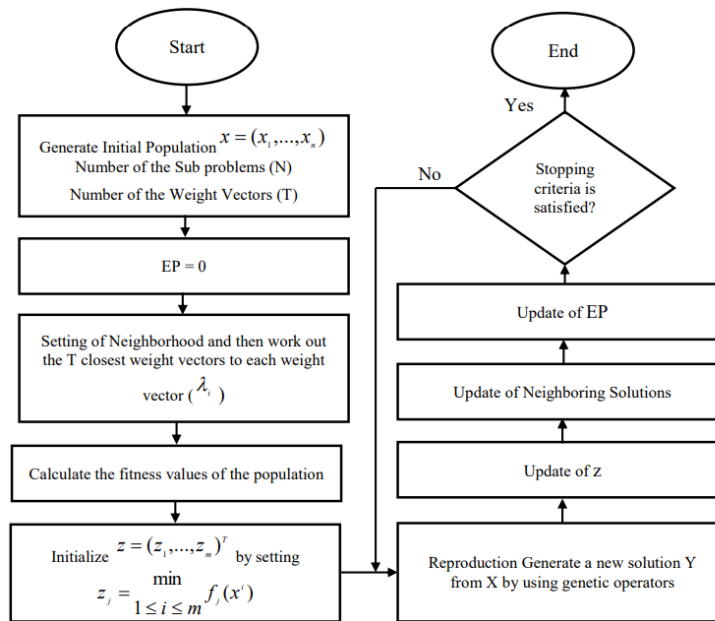 Start
Generate Initial Population x = (x₁,...,xₙ)
Number of the Sub problems (N)
Number of the Weight Vectors (T)
EP = 0
Setting of Neighborhood and then work out
the T closest weight vectors to each weight
vector ( λᵢ )
Calculate the fitness values of the population
Initialize z = (z₁,...,zₘ)ᵀ by setting
min
zⱼ = fⱼ(xⁱ)
1 ≤ i ≤ m
End
Yes
No
Stopping
criteria is
satisfied?
Update of EP
Update of Neighboring Solutions
Update of z
Reproduction Generate a new solution Y
from X by using genetic operators